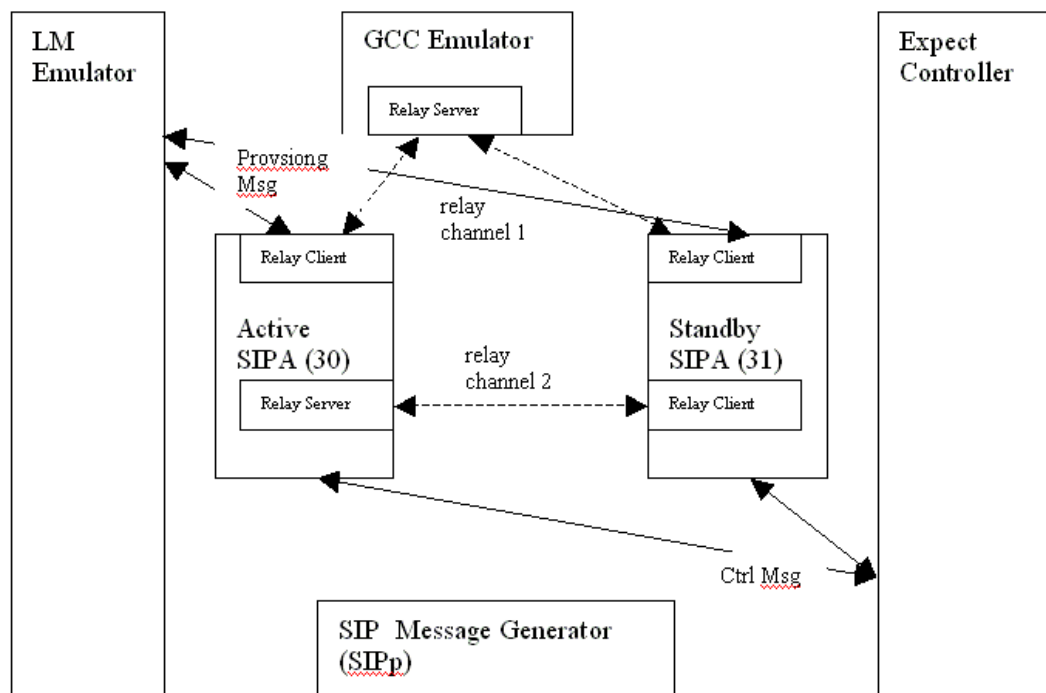 LM
Emulator
GCC Emulator
Relay Server
Expect
Controller
Provsiong
Msg
relay
channel 1
Relay Client
Active
SIPA (30)
Relay Server
relay
channel 2
Relay Client
Standby
SIPA (31)
Relay Client
Ctrl Msg
SIP Message Generator
(SIPp)